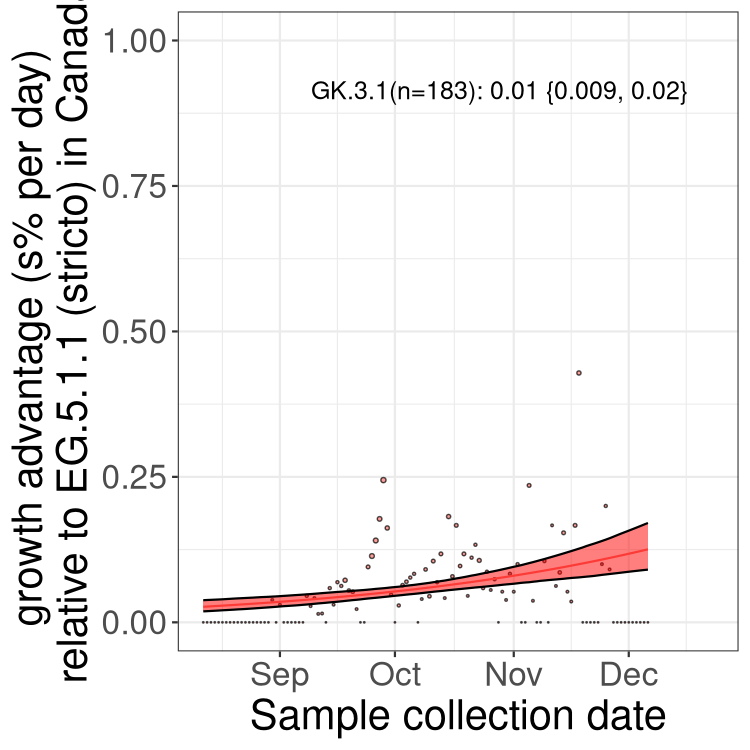 growth advantage (s% per day)
relative to EG.5.1.1 (stricto) in Canada
1.00
0.75
0.50
0.25
0.00
GK.3.1(n=183): 0.01 {0.009, 0.02}
Sep Oct Nov Dec
Sample collection date